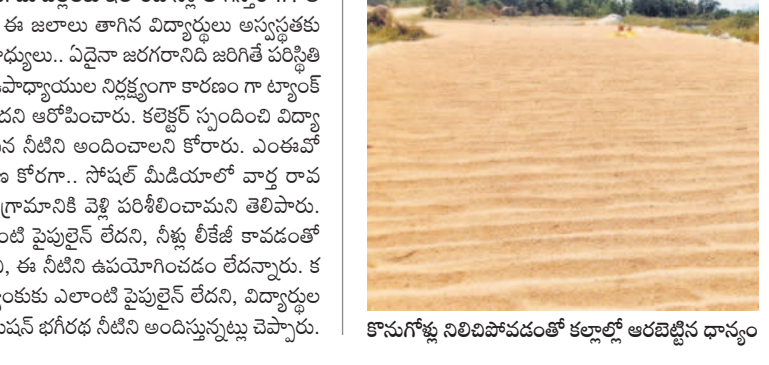 ఈ జలాలు తాగిన విద్యార్థులు అస్వస్థతకు
ధ్యులు.. ఏదైనా జరగరానిది జరిగితే పరిస్థితి
పాధ్యాయుల నిర్లక్ష్యంగా కారణం గా ట్యాంక్
దని ఆరోపించారు. కలెక్టర్ స్పందించి విద్యా
న నీటిని అందించాలని కోరారు. ఎంఈవో
కోరగా.. సోషల్ మీడియాలో వార్త రావ
గ్రామానికి వెళ్లి పరిశీలించామని తెలిపారు.
ంటి పైపులైన్ లేదని, నీళ్లు లీకేజీ కావడంతో
, ఈ నీటిని ఉపయోగించడం లేదన్నారు. క
్యాంకుకు ఎలాంటి పైపులైన్ లేదని, విద్యార్థుల
షన్ భగీరథ నీటిని అందిస్తున్నట్లు చెప్పారు.
కొనుగోళ్లు నిలిచిపోవడంతో కల్లాల్లో ఆరబెట్టిన ధాన్యం